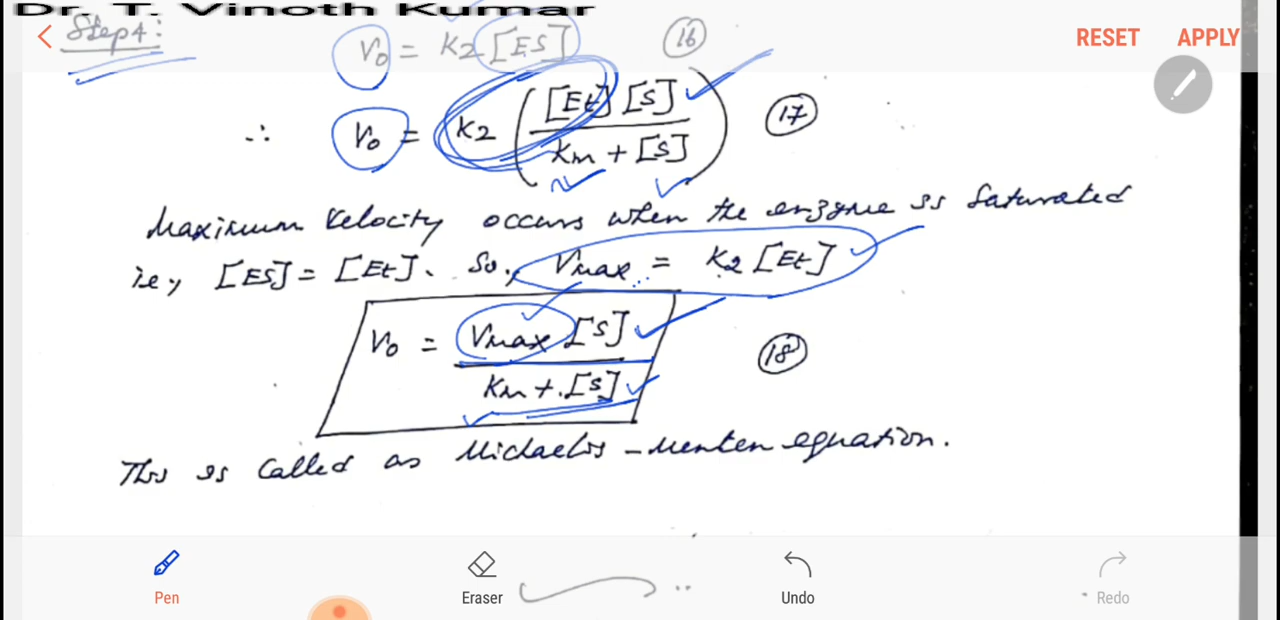 Dr. T. Vinoth Kumar
Step 4:
V₀ = K₂ [ES] (16)
RESET APPLY
∴ V₀ = K₂ ([Et] [S] / Km + [S]) (17)
Maximum Velocity occurs when the enzyme is Saturated
ie, [ES] = [Et]. So, Vmax = K₂ [Et]
V₀ = Vmax [S] / Km + [S] (18)
This is Called as Michaelis - Menten equation.
Pen Eraser Undo Redo